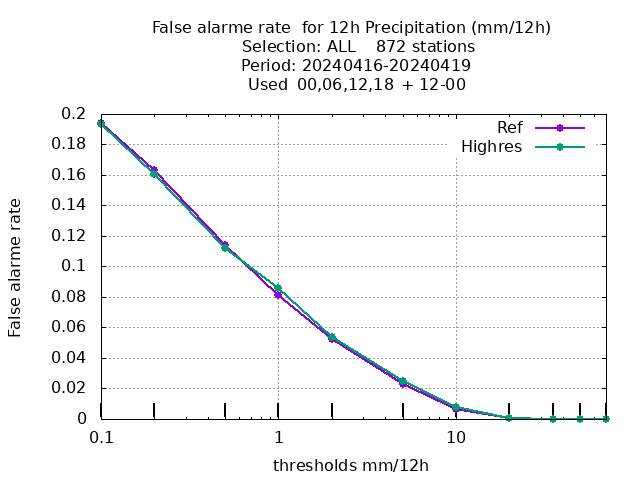 False alarme rate  for 12h Precipitation (mm/12h)
Selection: ALL    872 stations
Period: 20240416-20240419
Used  00,06,12,18  + 12-00
Ref
Highres
0.2
0.18
0.16
0.14
0.12
0.1
0.08
0.06
0.04
0.02
0
False alarme rate
0.1
1
10
thresholds mm/12h